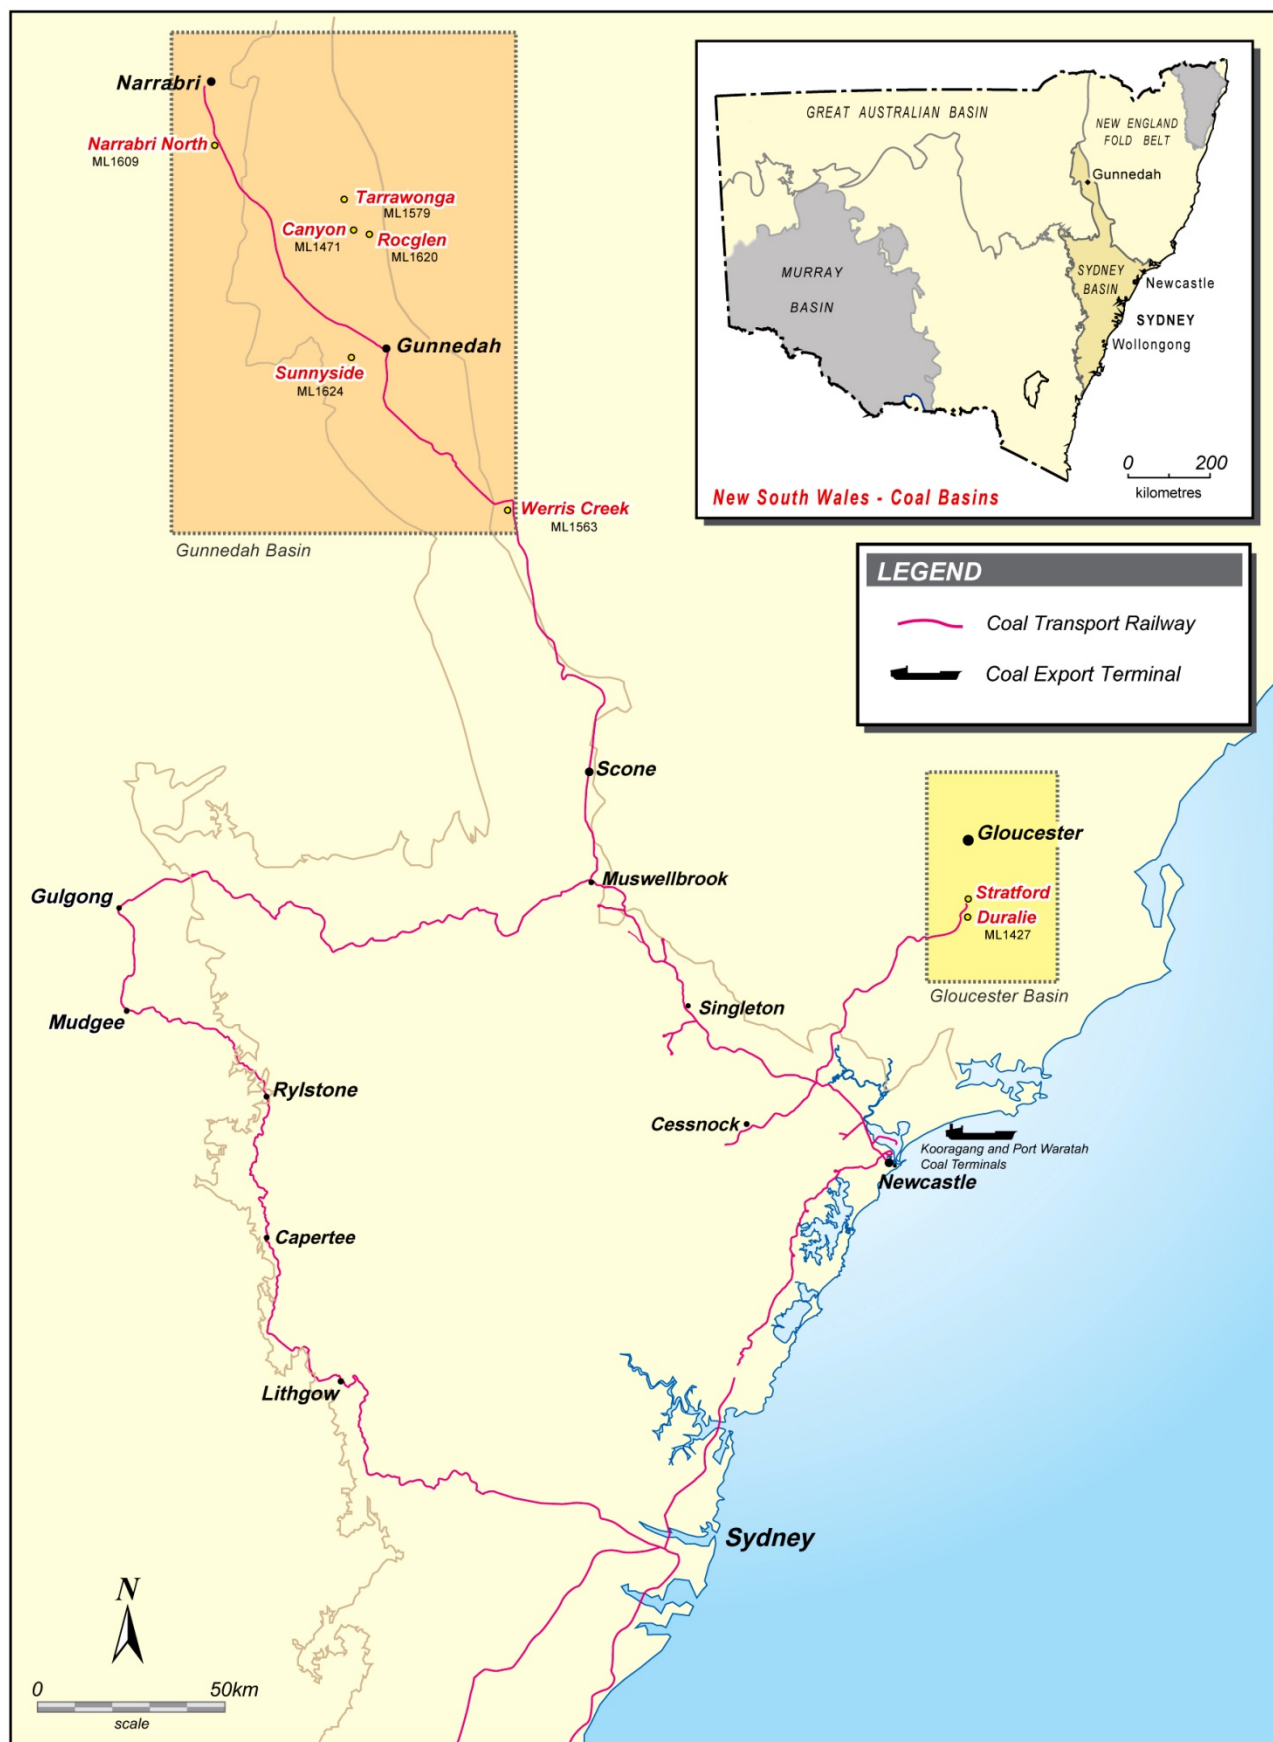 Narrabri
Narrabri North
ML1609
Tarrawonga
ML1579
Canyon
ML1471
Rocglen
ML1620
Gunnedah
Sunnyside
ML1624
Werris Creek
ML1563
Gunnedah Basin
GREAT AUSTRALIAN BASIN
NEW ENGLAND
FOLD BELT
Gunnedah
MURRAY
BASIN
SYDNEY
BASIN
Newcastle
SYDNEY
Wollongong
0 200
kilometres
New South Wales - Coal Basins
LEGEND
Coal Transport Railway
Coal Export Terminal
Scone
Gloucester
Muswellbrook
Stratford
Duralie
ML1427
Gloucester Basin
Gulgong
Mudgee
Singleton
Rylstone
Cessnock
Kooragang and Port Waratah
Coal Terminals
Newcastle
Capertee
Lithgow
Sydney
N
0 50km
scale